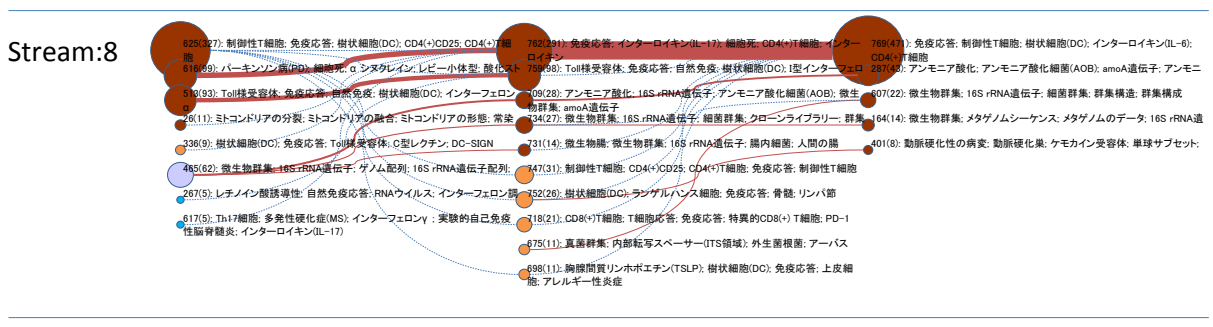 Stream:8
625(327): 制御性T細胞; 免疫応答; 樹状細胞(DC); CD4(+)CD25; CD4(+)T細
胞
616(99): パーキンソン病(PD); 細胞死; α シヌクレイン; レビー小体型; 酸化スト
513(93): Toll様受容体; 免疫応答; 自然免疫; 樹状細胞(DC); インターフェロン
α
26(11): ミトコンドリアの分裂; ミトコンドリアの融合; ミトコンドリアの形態; 常染
336(9): 樹状細胞(DC); 免疫応答; Toll様受容体; C型レクチン; DC-SIGN
465(62): 微生物群集; 16S rRNA遺伝子; ゲノム配列; 16S rRNA遺伝子配列;
267(5): レチノイン酸誘導性; 自然免疫応答; RNAウイルス; インターフェロン調
617(5): Th17細胞; 多発性硬化症(MS); インターフェロンγ ; 実験的自己免疫
性脳脊髄炎; インターロイキン(IL-17)
762(291): 免疫応答; インターロイキン(IL-17); 細胞死; CD4(+)T細胞; インター
ロイキン
759(98): Toll様受容体; 免疫応答; 自然免疫; 樹状細胞(DC); I型インターフェロ
709(28): アンモニア酸化; 16S rRNA遺伝子; アンモニア酸化細菌(AOB); 微生
物群集; amoA遺伝子
734(27): 微生物群集; 16S rRNA遺伝子; 細菌群集; クローンライブラリー; 群集
731(14): 微生物腸; 微生物群集; 16S rRNA遺伝子; 腸内細菌; 人間の腸
747(31): 制御性T細胞; CD4(+)CD25; CD4(+)T細胞; 免疫応答; 制御性T細胞
752(26): 樹状細胞(DC); ランゲルハンス細胞; 免疫応答; 骨髄; リンパ節
718(21): CD8(+)T細胞; T細胞応答; 免疫応答; 特異的CD8(+) T細胞; PD-1
675(11): 真菌群集; 内部転写スペーサー(ITS領域); 外生菌根菌; アーバス
698(11): 胸腺間質リンホポエチン(TSLP); 樹状細胞(DC); 免疫応答; 上皮細
胞; アレルギー性炎症
769(471): 免疫応答; 制御性T細胞; 樹状細胞(DC); インターロイキン(IL-6);
CD4(+)T細胞
287(43): アンモニア酸化; アンモニア酸化細菌(AOB); amoA遺伝子; アンモニ
607(22): 微生物群集; 16S rRNA遺伝子; 細菌群集; 群集構造; 群集構成
164(14): 微生物群集; メタゲノムシーケンス; メタゲノムのデータ; 16S rRNA遺
401(8): 動脈硬化性の病変; 動脈硬化巣; ケモカイン受容体; 単球サブセット;